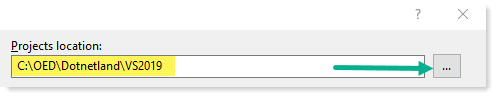 ?
Projects location:
C:\OED\Dotnetland\VS2019 ...